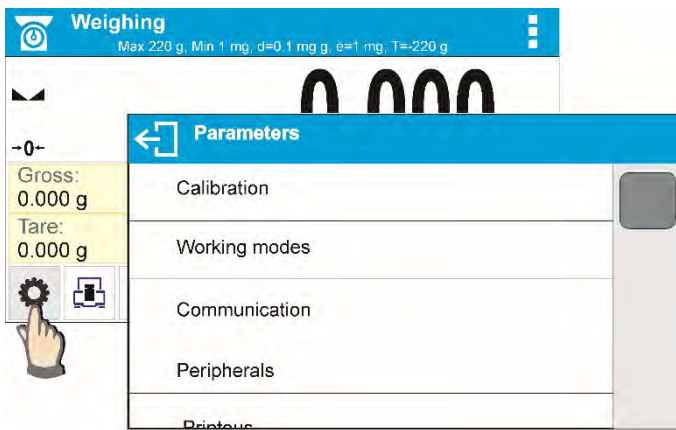 Weighing
Max 220 g, Min 1 mg, d=0.1 mg g, e=1 mg, T=-220 g
0.000
→0←
Parameters
Gross:
0.000 g
Calibration
Tare:
0.000 g
Working modes
Communication
Peripherals